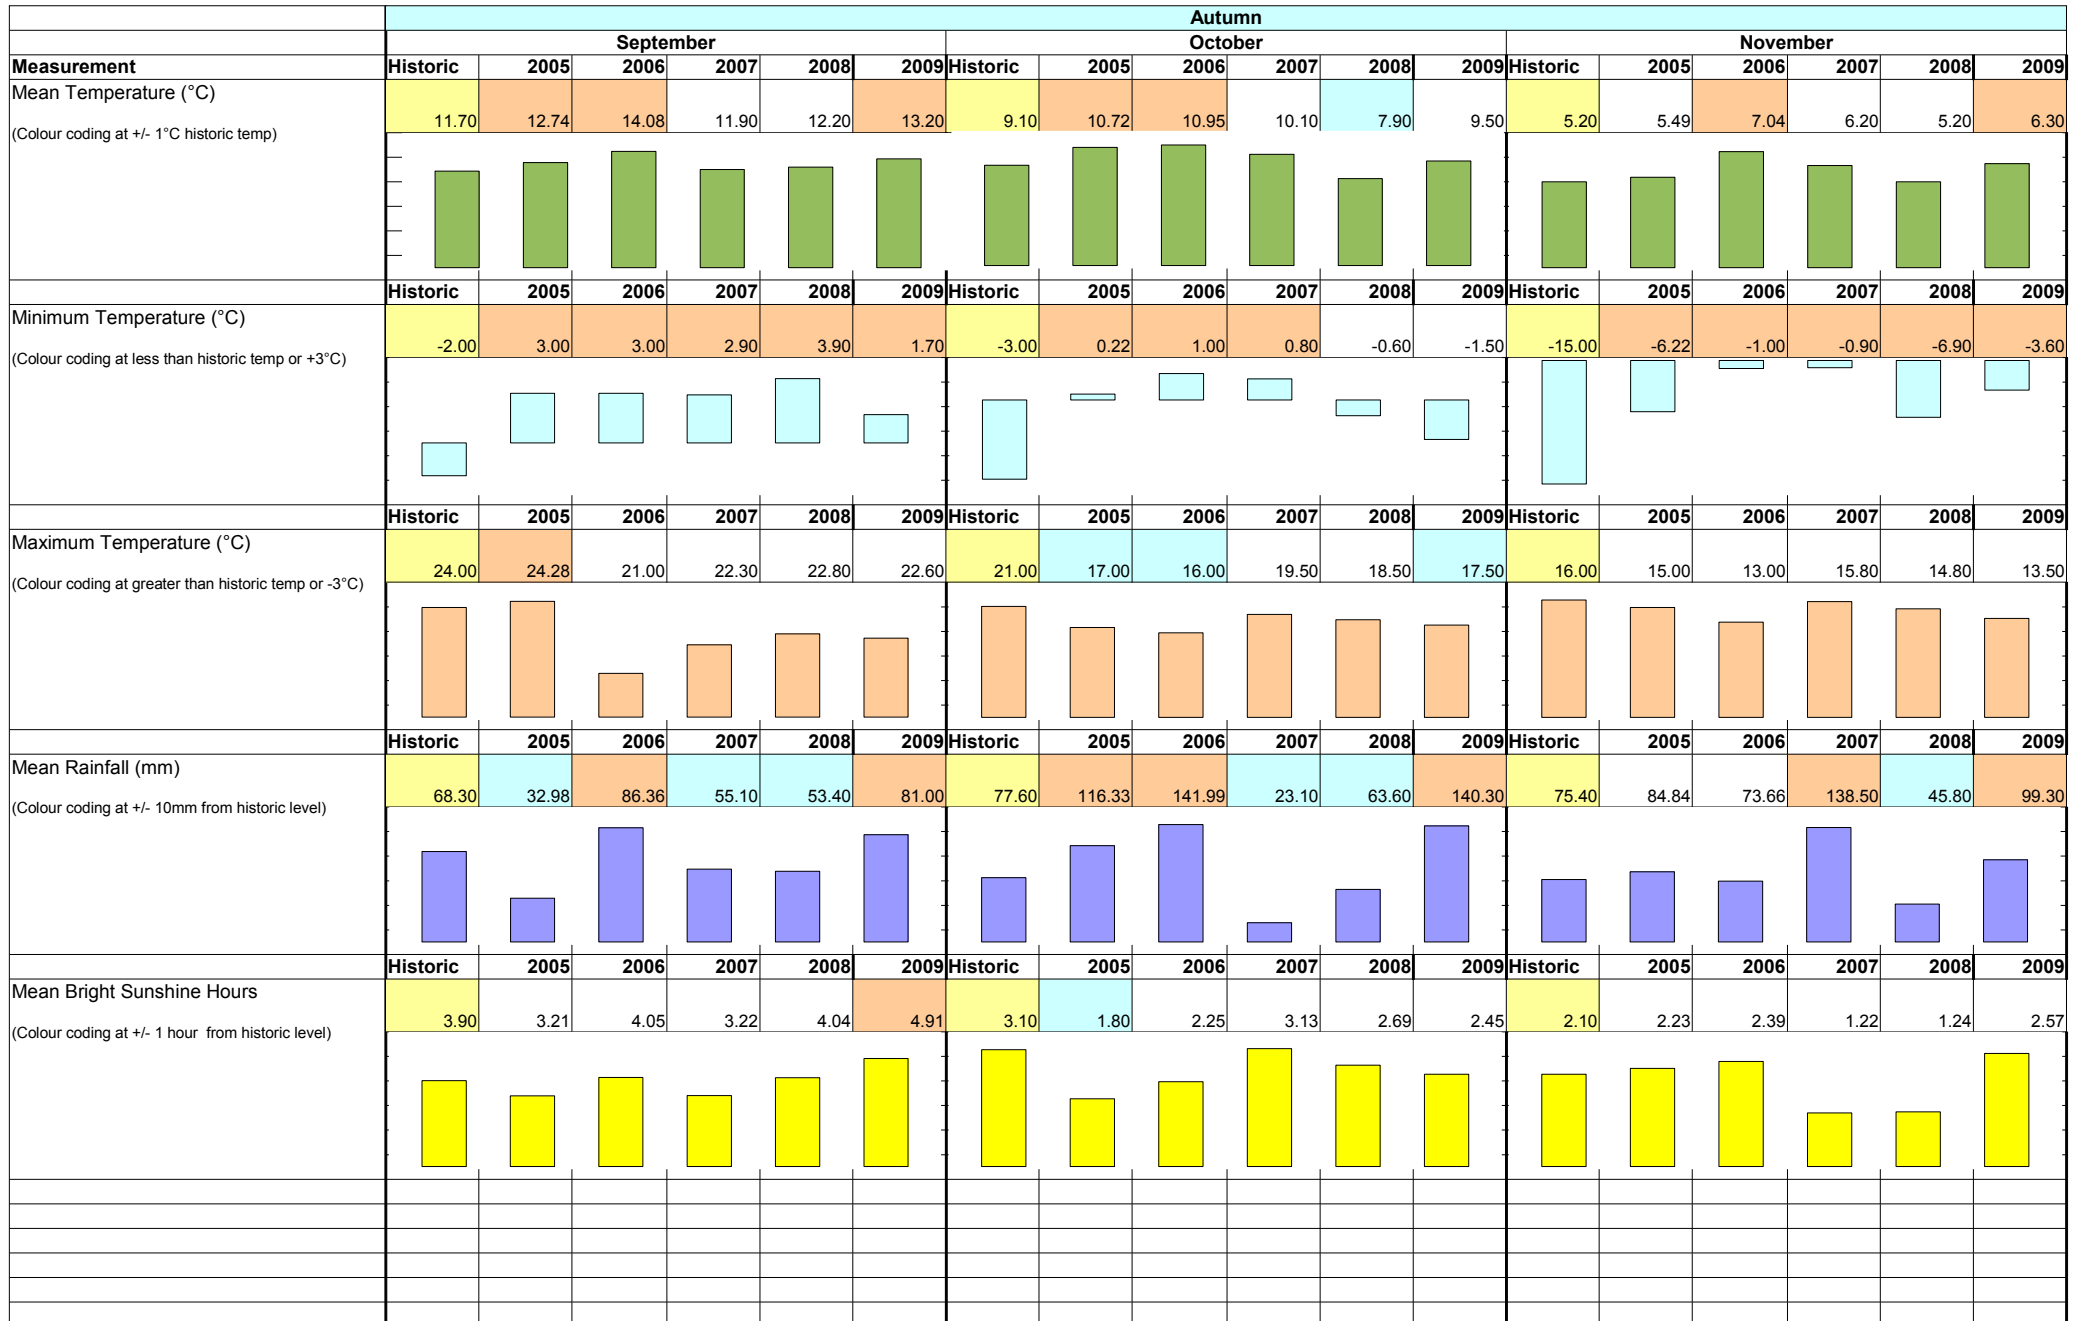 Autumn
September October November
Measurement Historic 2005 2006 2007 2008 2009 Historic 2005 2006 2007 2008 2009 Historic 2005 2006 2007 2008 2009
Mean Temperature (°C)
11.70 12.74 14.08 11.90 12.20 13.20 9.10 10.72 10.95 10.10 7.90 9.50 5.20 5.49 7.04 6.20 5.20 6.30
(Colour coding at +/- 1°C historic temp)
Historic 2005 2006 2007 2008 2009 Historic 2005 2006 2007 2008 2009 Historic 2005 2006 2007 2008 2009
Minimum Temperature (°C)
-2.00 3.00 3.00 2.90 3.90 1.70 -3.00 0.22 1.00 0.80 -0.60 -1.50 -15.00 -6.22 -1.00 -0.90 -6.90 -3.60
(Colour coding at less than historic temp or +3°C)
Historic 2005 2006 2007 2008 2009 Historic 2005 2006 2007 2008 2009 Historic 2005 2006 2007 2008 2009
Maximum Temperature (°C)
24.00 24.28 21.00 22.30 22.80 22.60 21.00 17.00 16.00 19.50 18.50 17.50 16.00 15.00 13.00 15.80 14.80 13.50
(Colour coding at greater than historic temp or -3°C)
Historic 2005 2006 2007 2008 2009 Historic 2005 2006 2007 2008 2009 Historic 2005 2006 2007 2008 2009
Mean Rainfall (mm)
68.30 32.98 86.36 55.10 53.40 81.00 77.60 116.33 141.99 23.10 63.60 140.30 75.40 84.84 73.66 138.50 45.80 99.30
(Colour coding at +/- 10mm from historic level)
Historic 2005 2006 2007 2008 2009 Historic 2005 2006 2007 2008 2009 Historic 2005 2006 2007 2008 2009
Mean Bright Sunshine Hours
3.90 3.21 4.05 3.22 4.04 4.91 3.10 1.80 2.25 3.13 2.69 2.45 2.10 2.23 2.39 1.22 1.24 2.57
(Colour coding at +/- 1 hour from historic level)